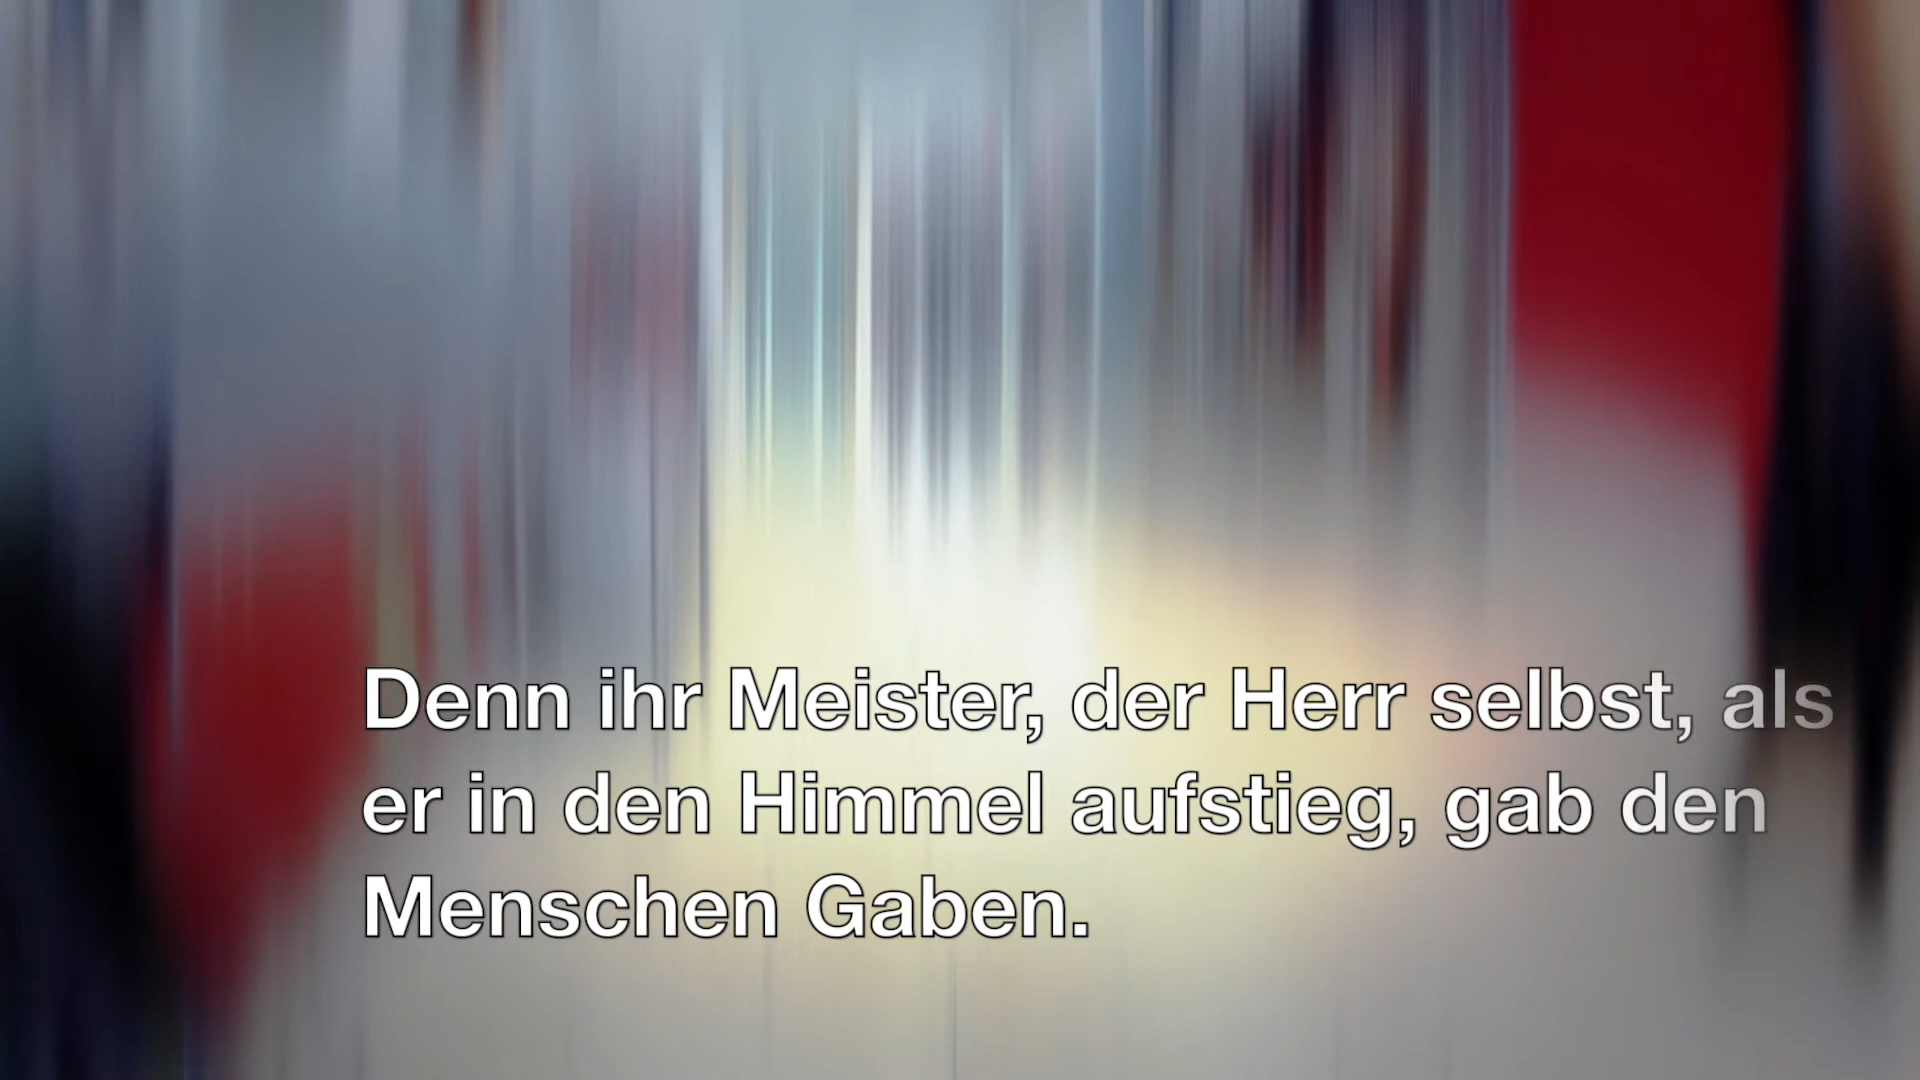 Denn ihr Meister, der Herr selbst, als
er in den Himmel aufstieg, gab den
Menschen Gaben.